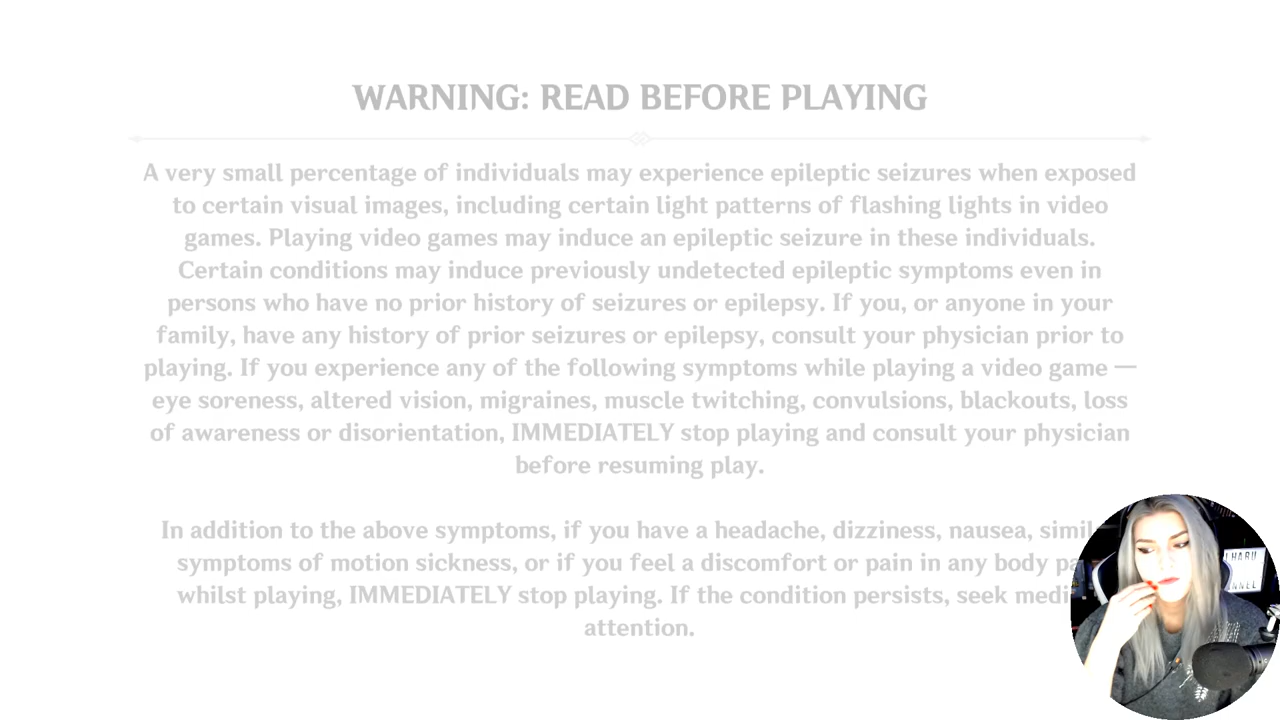 WARNING: READ BEFORE PLAYING
A very small percentage of individuals may experience epileptic seizures when exposed
to certain visual images, including certain light patterns of flashing lights in video
games. Playing video games may induce an epileptic seizure in these individuals.
Certain conditions may induce previously undetected epileptic symptoms even in
persons who have no prior history of seizures or epilepsy. If you, or anyone in your
family, have any history of prior seizures or epilepsy, consult your physician prior to
playing. If you experience any of the following symptoms while playing a video game —
eye soreness, altered vision, migraines, muscle twitching, convulsions, blackouts, loss
of awareness or disorientation, IMMEDIATELY stop playing and consult your physician
before resuming play.
In addition to the above symptoms, if you have a headache, dizziness, nausea,
symptoms of motion sickness, or if you feel a discomfort or pain in any body
whilst playing, IMMEDIATELY stop playing. If the condition persists, seek
attention.